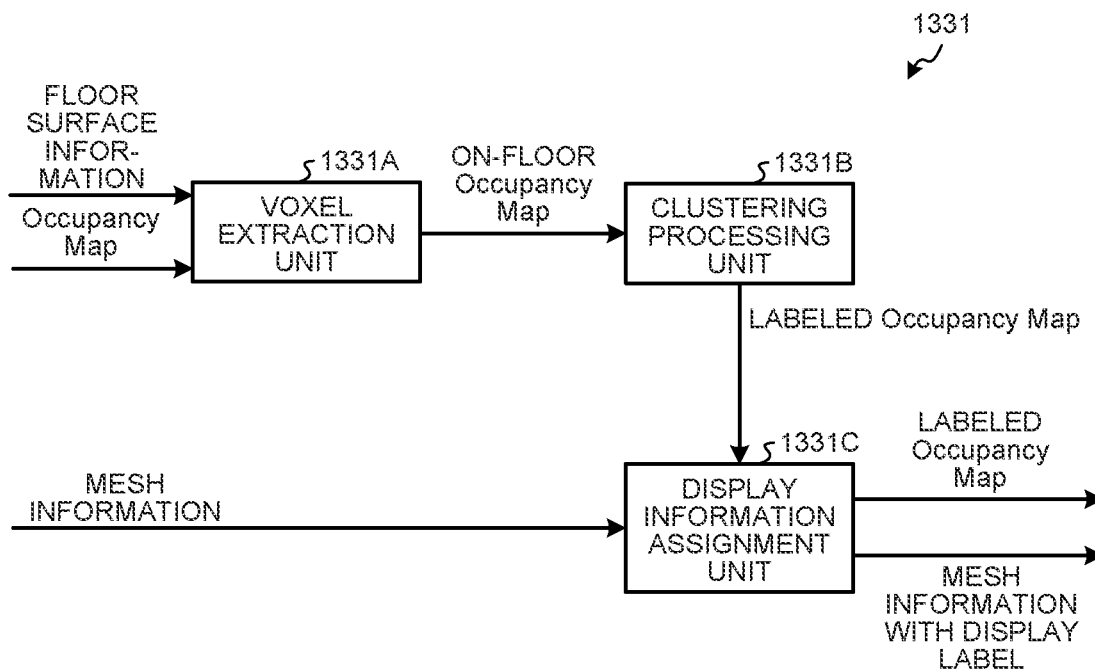 1331
FLOOR
SURFACE
INFOR-
MATION
Occupancy
Map
1331A
VOXEL
EXTRACTION
UNIT
ON-FLOOR
Occupancy
Map
1331B
CLUSTERING
PROCESSING
UNIT
LABELED Occupancy Map
MESH
INFORMATION
1331C
DISPLAY
INFORMATION
ASSIGNMENT
UNIT
LABELED
Occupancy
Map
MESH
INFORMATION
WITH DISPLAY
LABEL